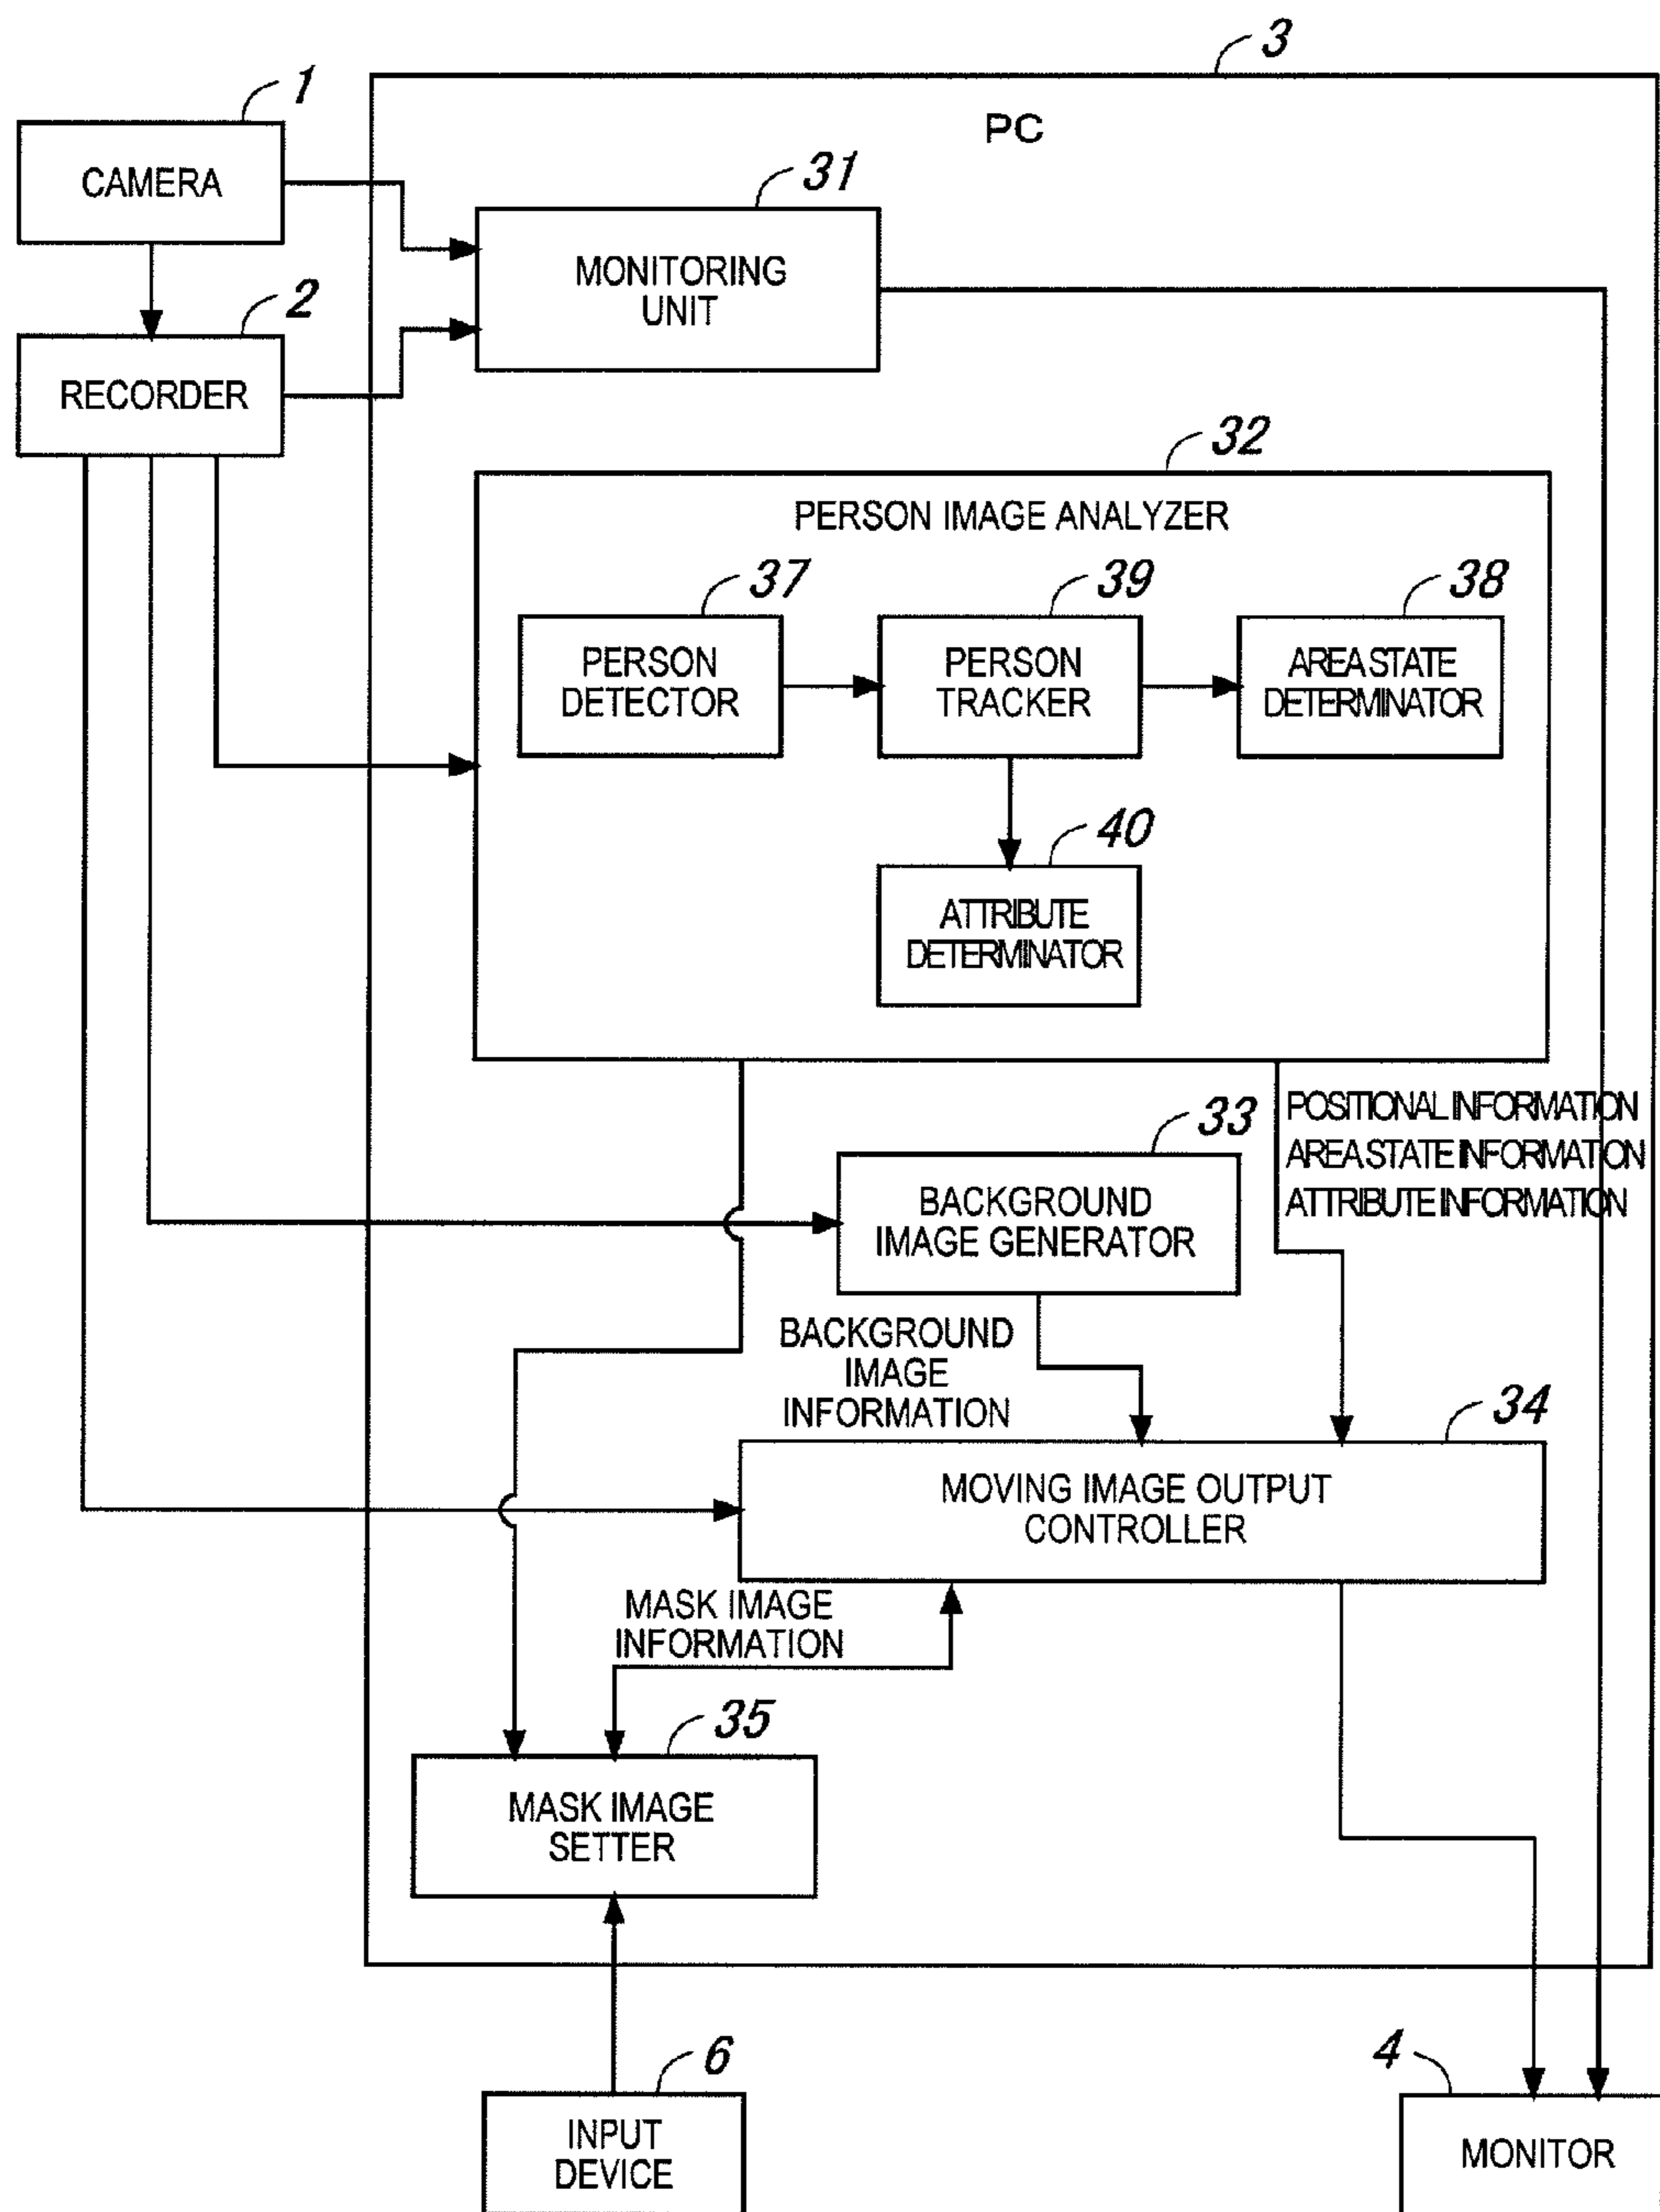 3
PC
1
CAMERA
31
MONITORING
UNIT
2
RECORDER
32
PERSON IMAGE ANALYZER
37
PERSON
DETECTOR
39
PERSON
TRACKER
38
AREA STATE
DETERMINATOR
40
ATTRIBUTE
DETERMINATOR
POSITIONAL INFORMATION
AREA STATE INFORMATION
ATTRIBUTE INFORMATION
33
BACKGROUND
IMAGE GENERATOR
BACKGROUND
IMAGE
INFORMATION
34
MOVING IMAGE OUTPUT
CONTROLLER
MASK IMAGE
INFORMATION
35
MASK IMAGE
SETTER
6
INPUT
DEVICE
4
MONITOR